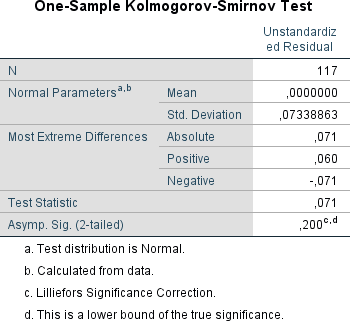 One-Sample Kolmogorov-Smirnov Test
Unstandardiz
ed Residual
N 117
Normal Parametersa,b Mean ,0000000
Std. Deviation ,07338863
Most Extreme Differences Absolute ,071
Positive ,060
Negative -,071
Test Statistic ,071
Asymp. Sig. (2-tailed) ,200c,d
a. Test distribution is Normal.
b. Calculated from data.
c. Lilliefors Significance Correction.
d. This is a lower bound of the true significance.